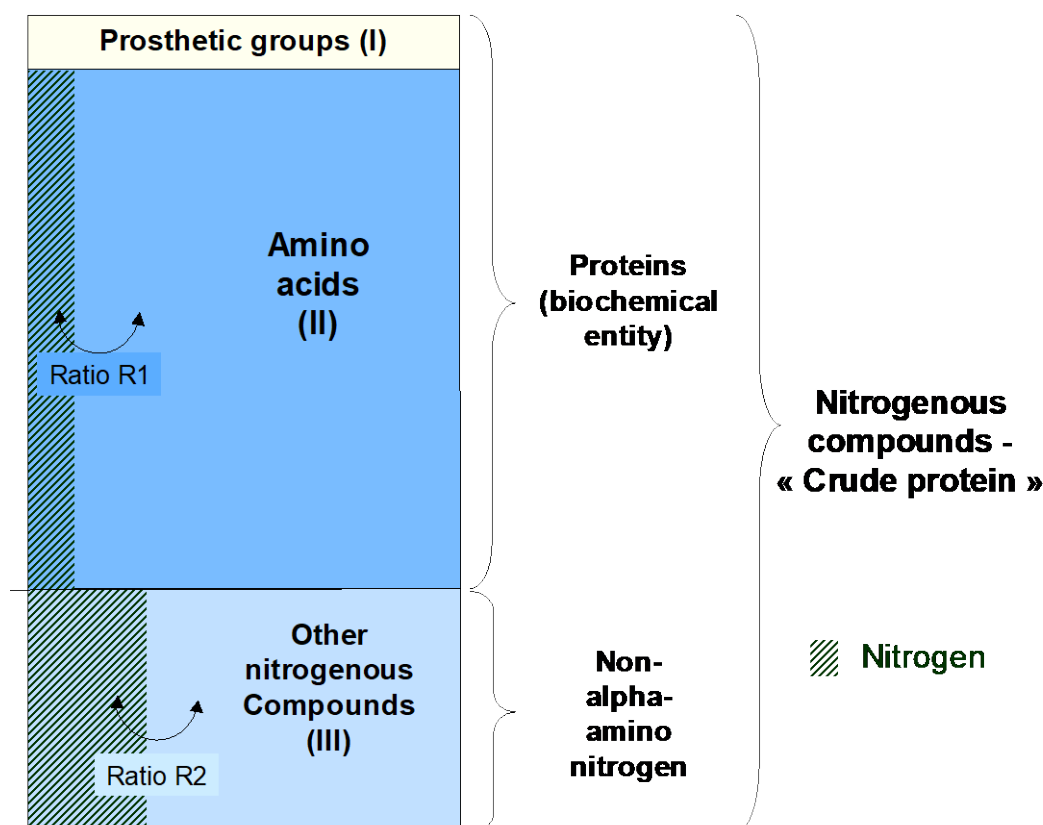 Prosthetic groups (I)
Amino
acids
(II)
Ratio R1
Other
nitrogenous
Compounds
(III)
Ratio R2
Proteins
(biochemical
entity)
Non-
alpha-
amino
nitrogen
Nitrogenous
compounds -
« Crude protein »
Nitrogen